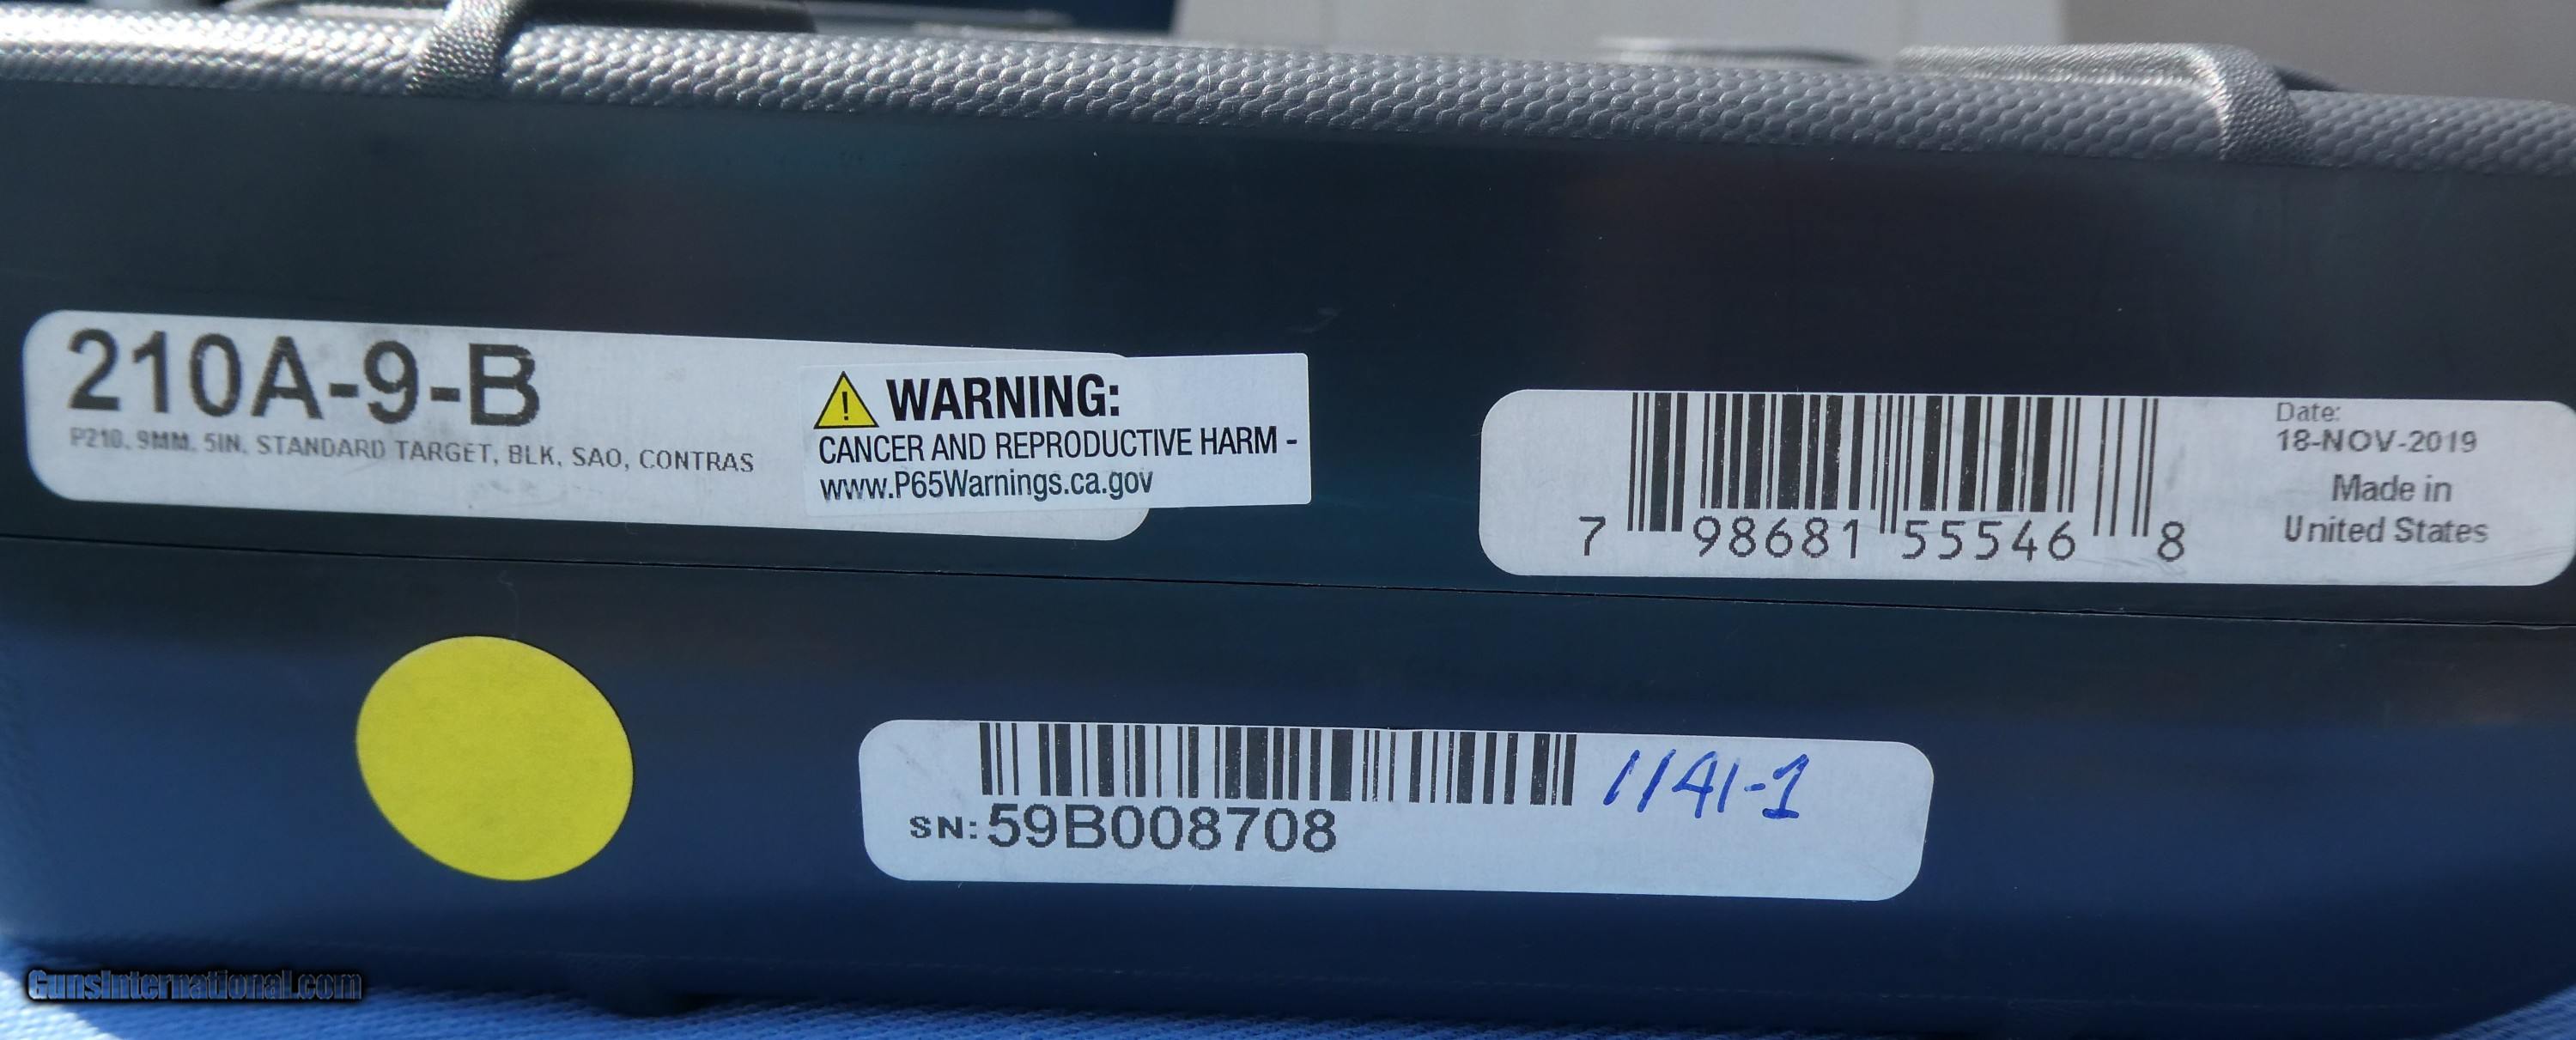 210A-9-B
P210, 9MM, 5IN, STANDARD TARGET, BLK, SAO, CONTRAS
WARNING:
CANCER AND REPRODUCTIVE HARM -
www.P65Warnings.ca.gov
7 98681 55546 8
Date:
18-NOV-2019
Made in
United States
1141-1
SN: 59B008708
GunsInternational.com